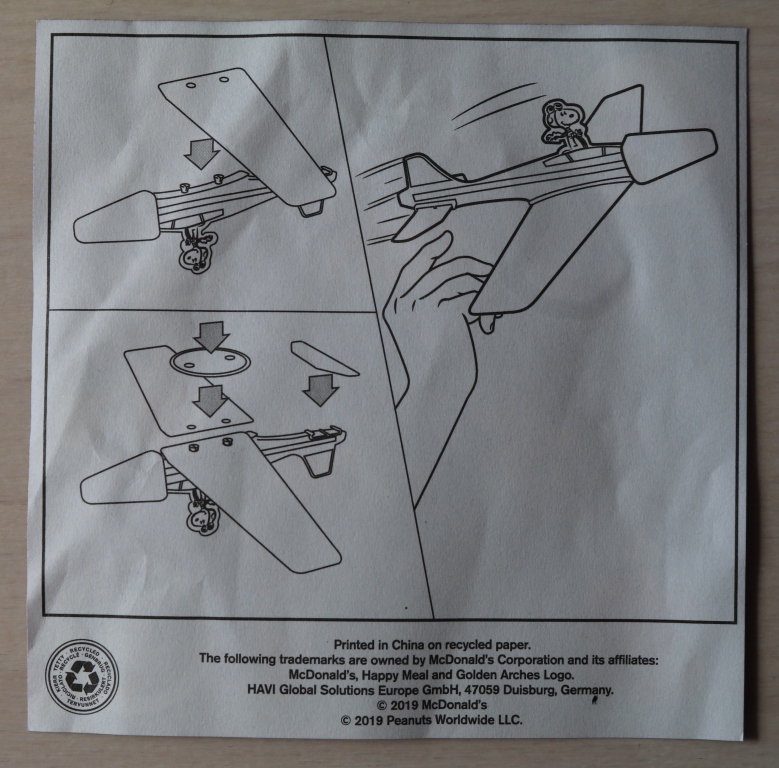 Printed in China on recycled paper.
The following trademarks are owned by McDonald's Corporation and its affiliates:
McDonald's, Happy Meal and Golden Arches Logo.
HAVI Global Solutions Europe GmbH, 47059 Duisburg, Germany.
© 2019 McDonald's
© 2019 Peanuts Worldwide LLC.
RECYCLED